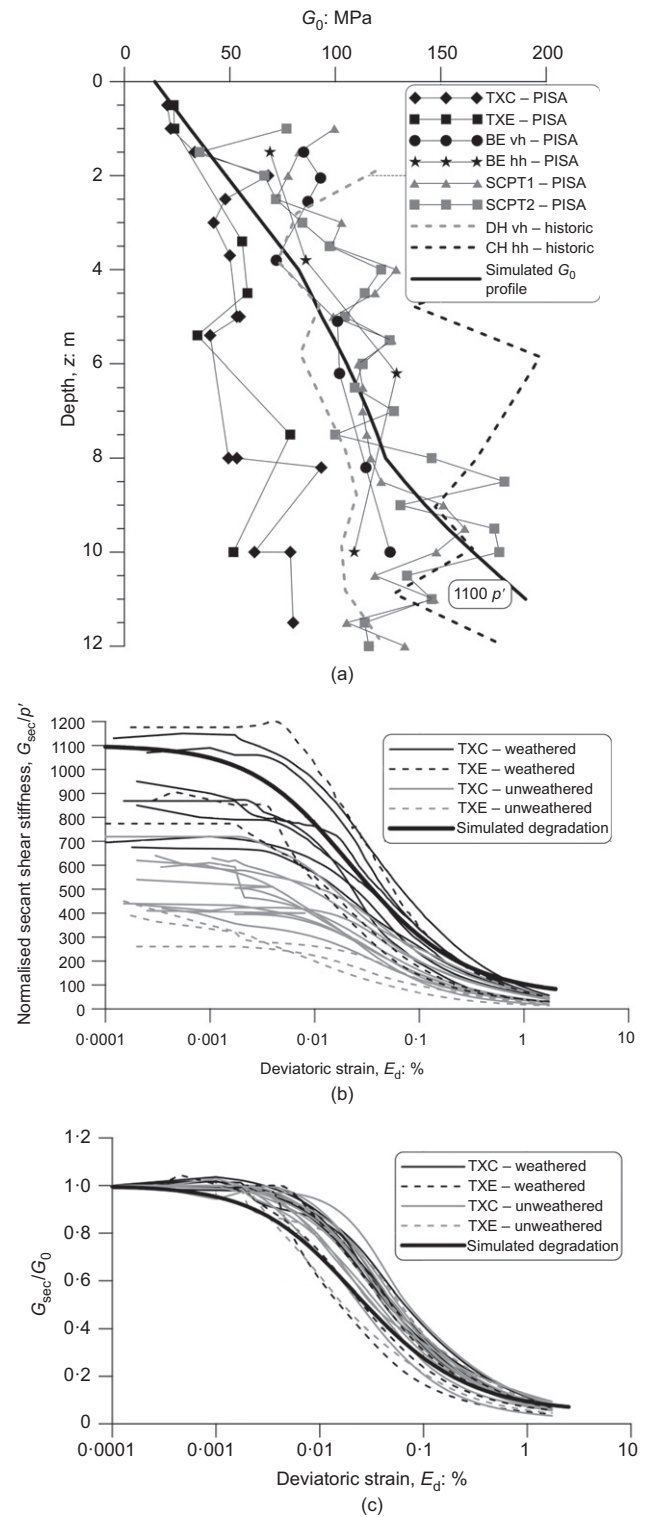 G0: MPa
0 50 100 150 200
0
2
4
6
8
10
12
Depth, z: m
TXC – PISA
TXE – PISA
BE vh – PISA
BE hh – PISA
SCPT1 – PISA
SCPT2 – PISA
DH vh – historic
CH hh – historic
Simulated G0
profile
1100 p′
(a)
1200
1100
1000
900
800
700
600
500
400
300
200
100
0
Normalised secant shear stiffness, Gsec/p′
TXC – weathered
TXE – weathered
TXC – unweathered
TXE – unweathered
Simulated degradation
0·0001 0·001 0·01 0·1 1 10
Deviatoric strain, Ed: %
(b)
1·2
1·0
0·8
0·6
0·4
0·2
0
Gsec/G0
TXC – weathered
TXE – weathered
TXC – unweathered
TXE – unweathered
Simulated degradation
0·0001 0·001 0·01 0·1 1 10
Deviatoric strain, Ed: %
(c)